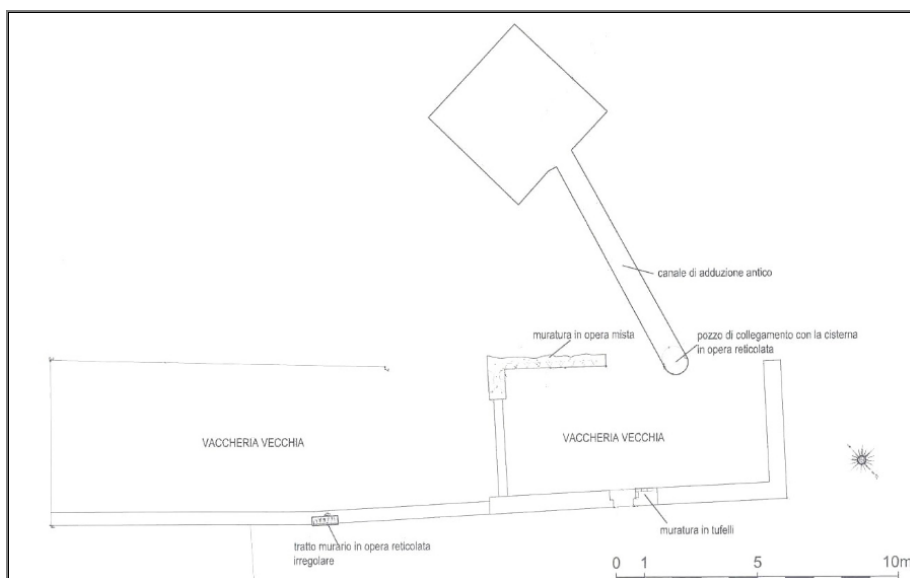 canale di adduzione antico
muratura in opera mista
pozzo di collegamento con la cisterna
in opera reticolata
VACCHERIA VECCHIA
VACCHERIA VECCHIA
muratura in tufelli
tratto murario in opera reticolata
irregolare
0 1 5 10m